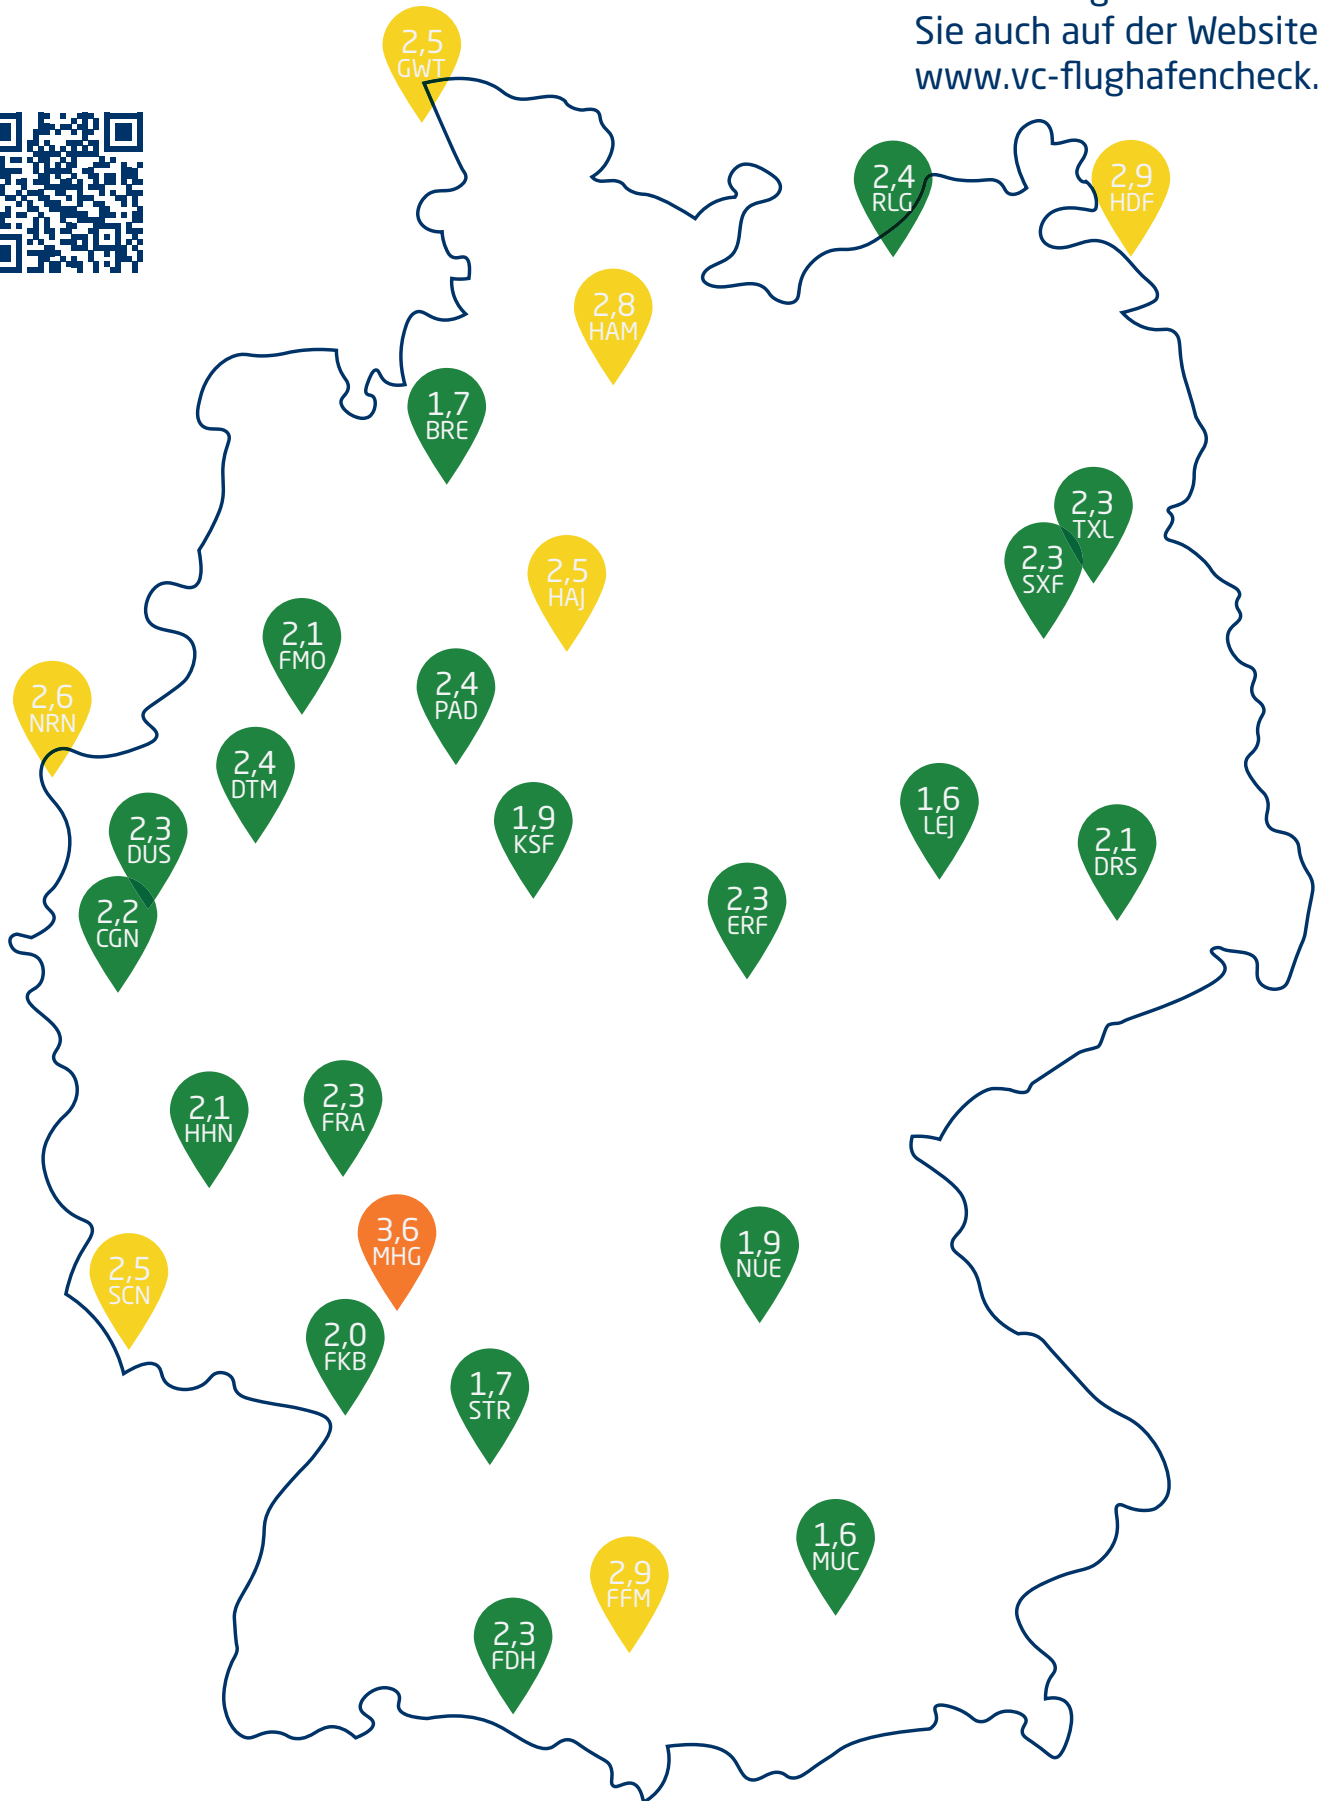 Sie auch auf der Website
www.vc-flughafencheck.
2,5
GWT
2,4
RLG
2,9
HDF
2,8
HAM
1,7
BRE
2,3
TXL
2,3
SXF
2,5
HAJ
2,1
FMO
2,4
PAD
2,6
NRN
2,4
DTM
1,9
KSF
1,6
LEJ
2,3
DUS
2,1
DRS
2,2
CGN
2,3
ERF
2,1
HHN
2,3
FRA
3,6
MHG
1,9
NUE
2,5
SCN
2,0
FKB
1,7
STR
1,6
MUC
2,9
FFM
2,3
FDH